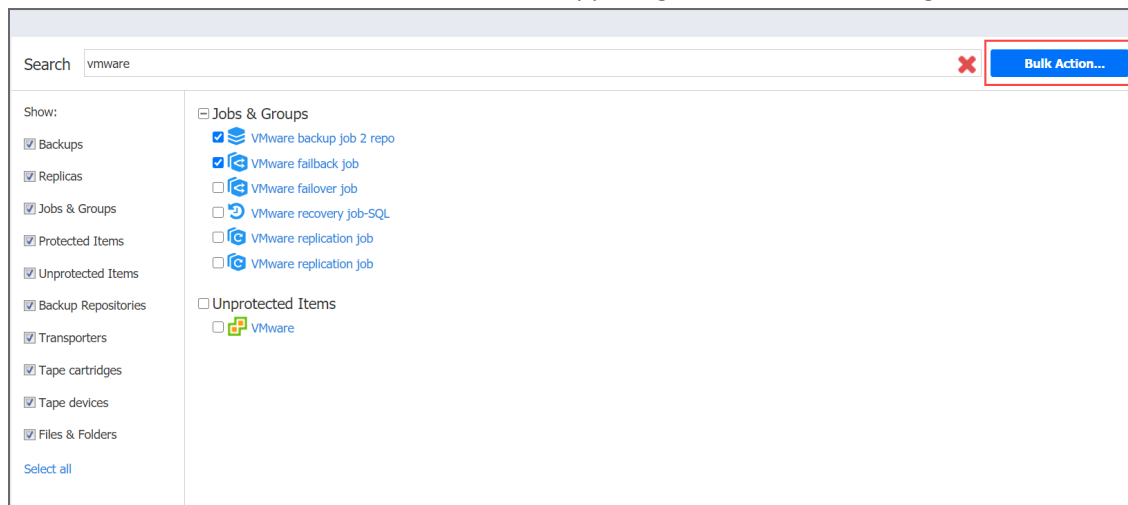 Search vmware Bulk Action...
Show:
Backups
Replicas
Jobs & Groups
Protected Items
Unprotected Items
Backup Repositories
Transporters
Tape cartridges
Tape devices
Files & Folders
Select all
Jobs & Groups
VMware backup job 2 repo
VMware failback job
VMware failover job
VMware recovery job-SQL
VMware replication job
VMware replication job
Unprotected Items
VMware